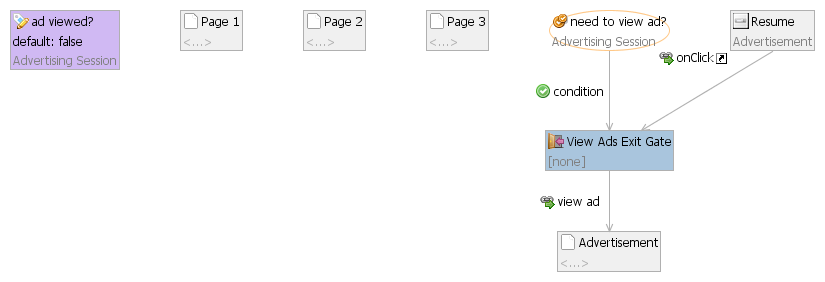 ad viewed?
default: false
Advertising Session
Page 1
<...>
Page 2
<...>
Page 3
<...>
need to view ad?
Advertising Session
Resume
Advertisement
onClick
condition
View Ads Exit Gate
[none]
view ad
Advertisement
<...>